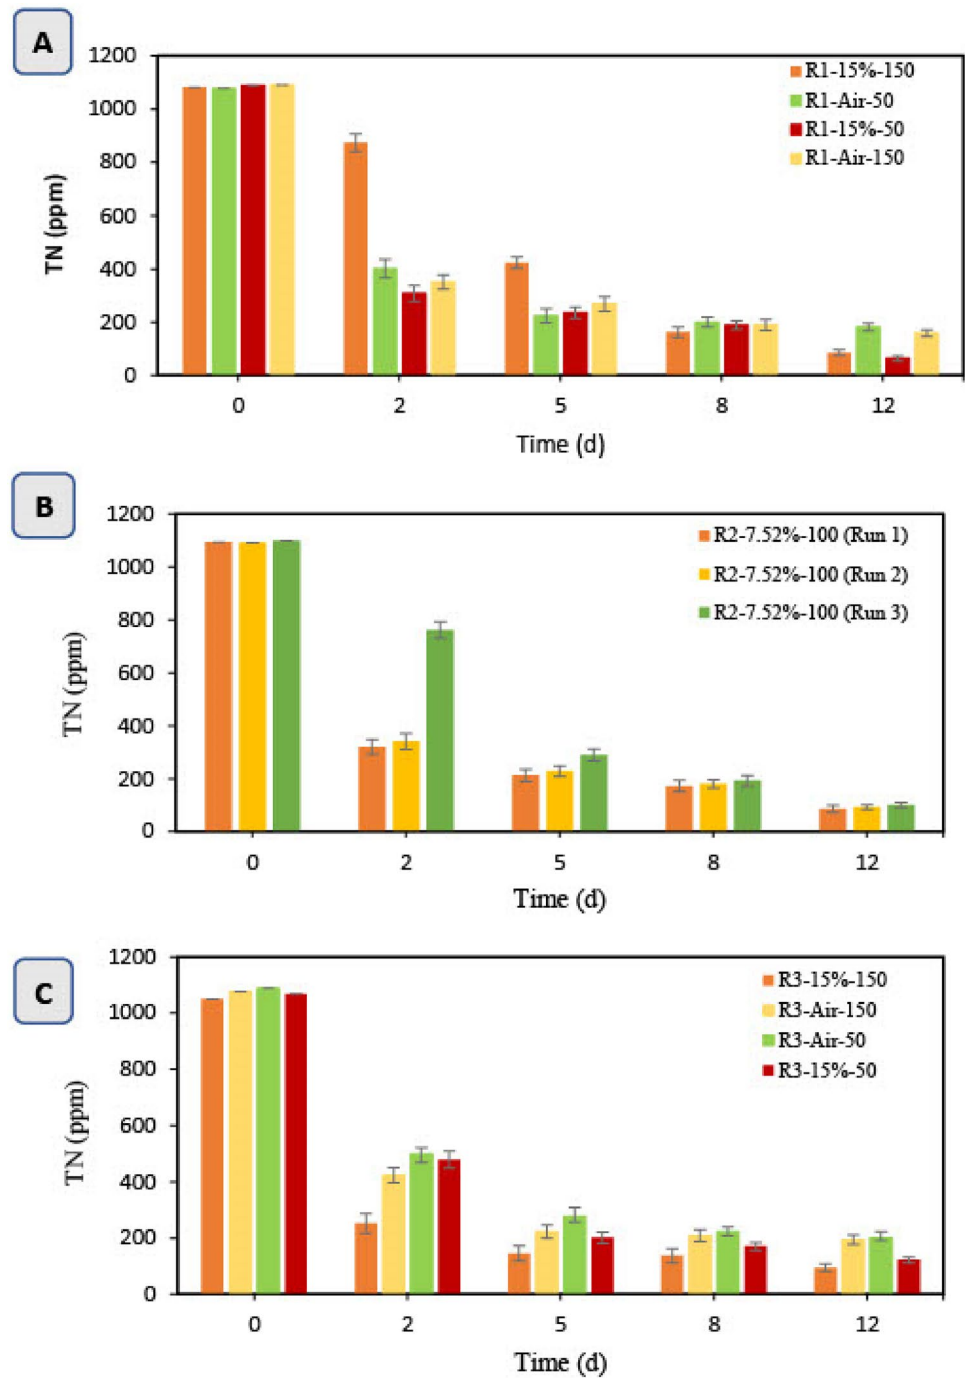 A
1200
1000
800
600
400
200
0
TN (ppm)
R1-15%-150
R1-Air-50
R1-15%-50
R1-Air-150
0 2 5 8 12
Time (d)
B
1200
1000
800
600
400
200
0
TN (ppm)
R2-7.52%-100 (Run 1)
R2-7.52%-100 (Run 2)
R2-7.52%-100 (Run 3)
0 2 5 8 12
Time (d)
C
1200
1000
800
600
400
200
0
TN (ppm)
R3-15%-150
R3-Air-150
R3-Air-50
R3-15%-50
0 2 5 8 12
Time (d)